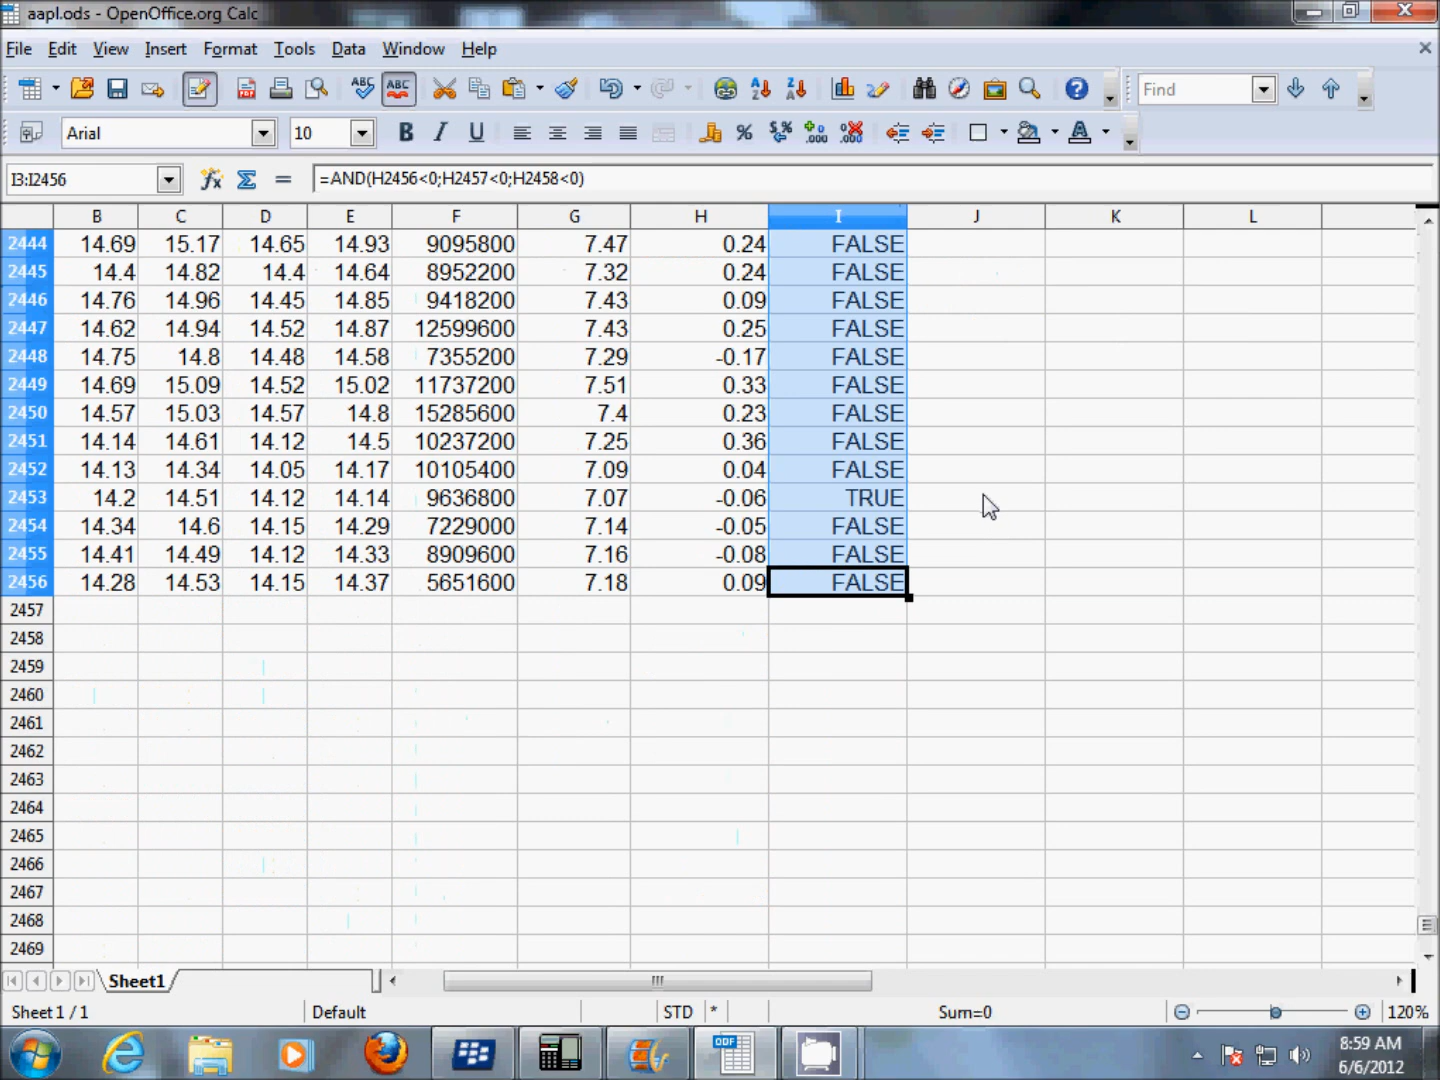 aapl.ods - OpenOffice.org Calc
File Edit View Insert Format Tools Data Window Help
Find
Arial 10
I3:I2456 =AND(H2456<0;H2457<0;H2458<0)
B C D E F G H I J K L
2444 14.69 15.17 14.65 14.93 9095800 7.47 0.24 FALSE
2445 14.4 14.82 14.4 14.64 8952200 7.32 0.24 FALSE
2446 14.76 14.96 14.45 14.85 9418200 7.43 0.09 FALSE
2447 14.62 14.94 14.52 14.87 12599600 7.43 0.25 FALSE
2448 14.75 14.8 14.48 14.58 7355200 7.29 -0.17 FALSE
2449 14.69 15.09 14.52 15.02 11737200 7.51 0.33 FALSE
2450 14.57 15.03 14.57 14.8 15285600 7.4 0.23 FALSE
2451 14.14 14.61 14.12 14.5 10237200 7.25 0.36 FALSE
2452 14.13 14.34 14.05 14.17 10105400 7.09 0.04 FALSE
2453 14.2 14.51 14.12 14.14 9636800 7.07 -0.06 TRUE
2454 14.34 14.6 14.15 14.29 7229000 7.14 -0.05 FALSE
2455 14.41 14.49 14.12 14.33 8909600 7.16 -0.08 FALSE
2456 14.28 14.53 14.15 14.37 5651600 7.18 0.09 FALSE
2457
2458
2459
2460
2461
2462
2463
2464
2465
2466
2467
2468
2469
Sheet1
Sheet 1 / 1 Default STD * Sum=0 120%
8:59 AM
6/6/2012